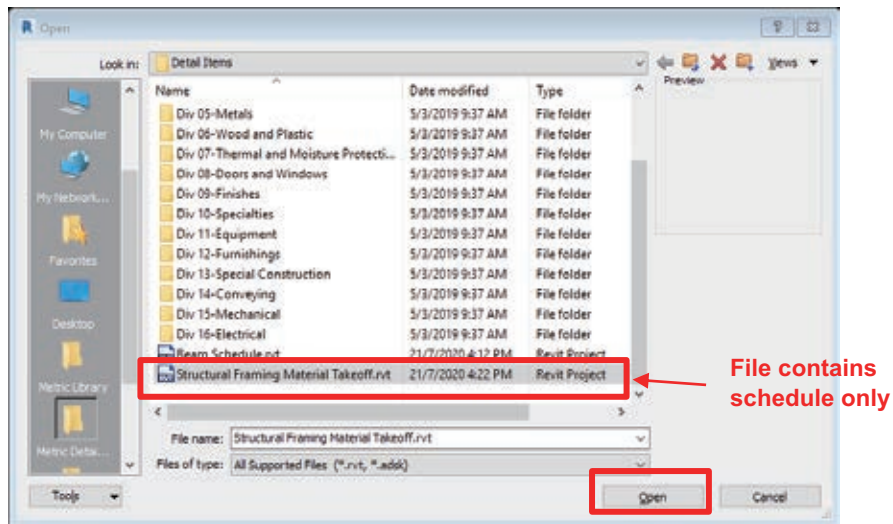 Open
Look in:
Detail Items
Views
Preview
Name
Date modified
Type
Div 05-Metals 5/3/2019 9:37 AM File folder
Div 06-Wood and Plastic 5/3/2019 9:37 AM File folder
Div 07-Thermal and Moisture Protecti... 5/3/2019 9:37 AM File folder
Div 08-Doors and Windows 5/3/2019 9:37 AM File folder
Div 09-Finishes 5/3/2019 9:37 AM File folder
Div 10-Specialties 5/3/2019 9:37 AM File folder
Div 11-Equipment 5/3/2019 9:37 AM File folder
Div 12-Furnishings 5/3/2019 9:37 AM File folder
Div 13-Special Construction 5/3/2019 9:37 AM File folder
Div 14-Conveying 5/3/2019 9:37 AM File folder
Div 15-Mechanical 5/3/2019 9:37 AM File folder
Div 16-Electrical 5/3/2019 9:37 AM File folder
Beam Schedule.rvt 21/7/2020 4:12 PM Revit Project
Structural Framing Material Takeoff.rvt 21/7/2020 4:22 PM Revit Project
My Computer
My Network...
Favorites
Desktop
Metric Library
Metric Detai...
File contains
schedule only
File name: Structural Framing Material Takeoff.rvt
Files of type: All Supported Files (*.rvt, *.adsk)
Tools
Open
Cancel